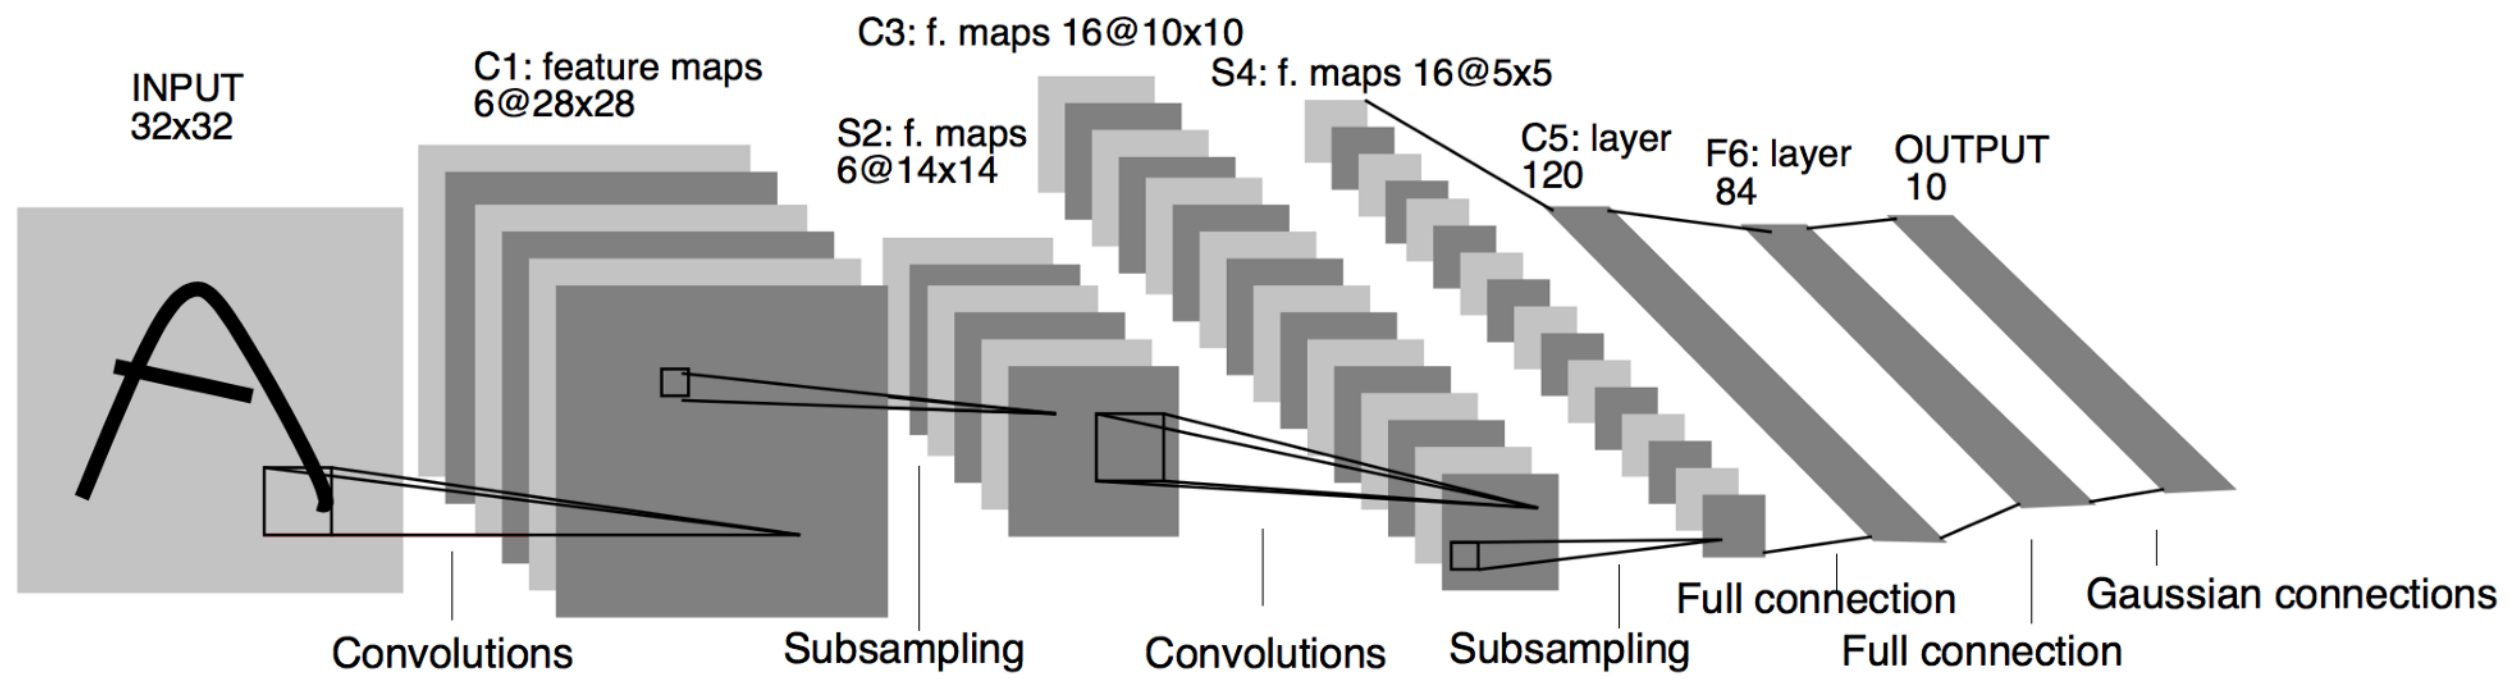 INPUT
32x32
C1: feature maps
6@28x28
S2: f. maps
6@14x14
C3: f. maps 16@10x10
S4: f. maps 16@5x5
C5: layer
120
F6: layer
84
OUTPUT
10
Convolutions
Subsampling
Convolutions
Subsampling
Full connection
Full connection
Gaussian connections
A